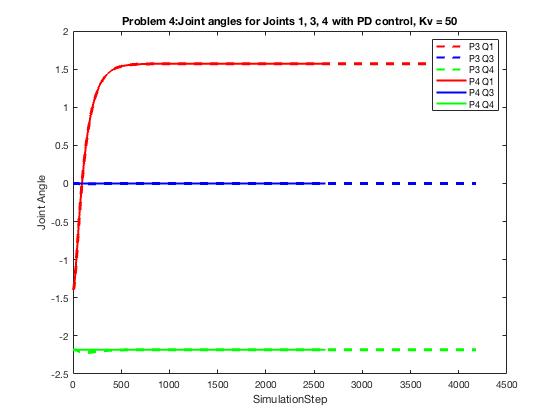 Problem 4:Joint angles for Joints 1, 3, 4 with PD control, Kv = 50
2
1.5
1
0.5
0
-0.5
-1
-1.5
-2
-2.5
Joint Angle
P3 Q1
P3 Q3
P3 Q4
P4 Q1
P4 Q3
P4 Q4
0 500 1000 1500 2000 2500 3000 3500 4000 4500
SimulationStep